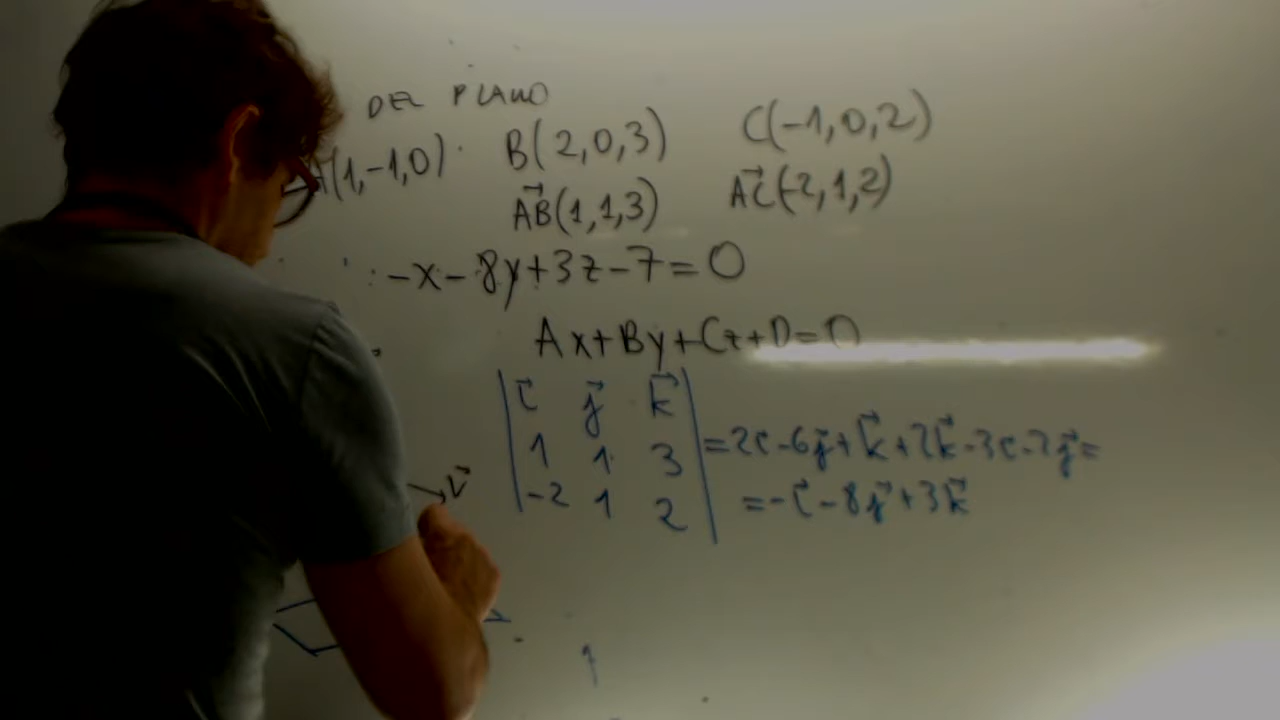 DEL PLANO
A(1,-1,0) B(2,0,3) C(-1,0,2)
A⃗B(1,1,3) A⃗C(-2,1,2)
: -x-8y+3z-7=0
Ax+By+Cz+D=0
| i⃗ j⃗ k⃗ |
| 1 1 3 | =2i-6j⃗+k⃗+2k⃗-3i-2j⃗=
| -2 1 2 | =-i⃗-8j⃗+3k⃗
v⃗